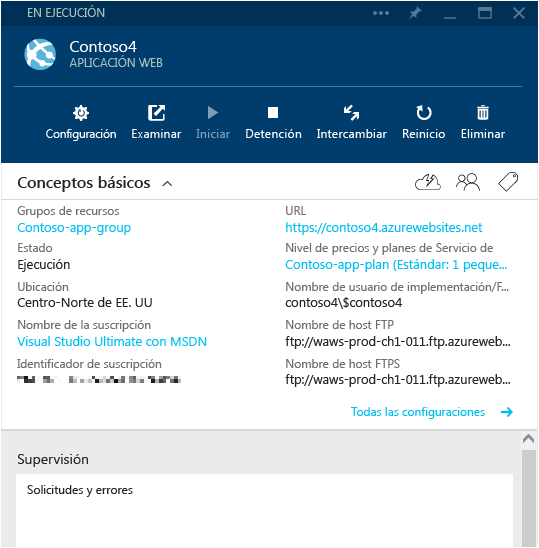 EN EJECUCIÓN
Contoso4
APLICACIÓN WEB
Configuración
Examinar
Iniciar
Detención
Intercambiar
Reinicio
Eliminar
Conceptos básicos
Grupos de recursos
Contoso-app-group
URL
https://contoso4.azurewebsites.net
Estado
Ejecución
Nivel de precios y planes de Servicio de
Contoso-app-plan (Estándar: 1 peque...
Ubicación
Centro-Norte de EE. UU
Nombre de usuario de implementación/F...
contoso4\$contoso4
Nombre de la suscripción
Visual Studio Ultimate con MSDN
Nombre de host FTP
ftp://waws-prod-ch1-011.ftp.azureweb...
Identificador de suscripción
Nombre de host FTPS
ftp://waws-prod-ch1-011.ftp.azureweb...
Todas las configuraciones
Supervisión
Solicitudes y errores